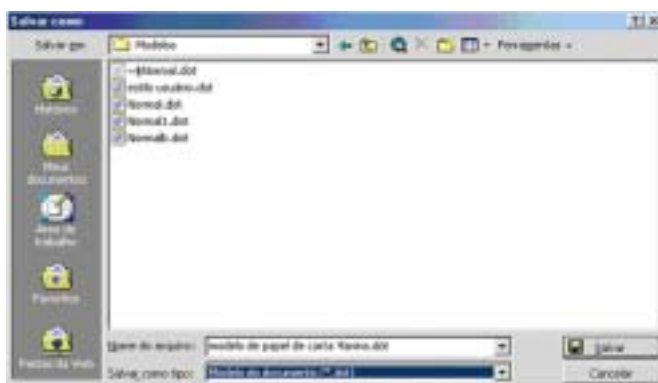 Salvar como
Salvar em: Modelos Ferramentas
~$Normal.dot
estilo usuário.dot
Normal.dot
Normal1.dot
Normalb.dot
Histórico
Meus documentos
Área de trabalho
Favoritos
Pastas da Web
Nome do arquivo: modelo de papel de carta .dot Salvar
Salvar como tipo: Modelo do documento (*.dot) Cancelar